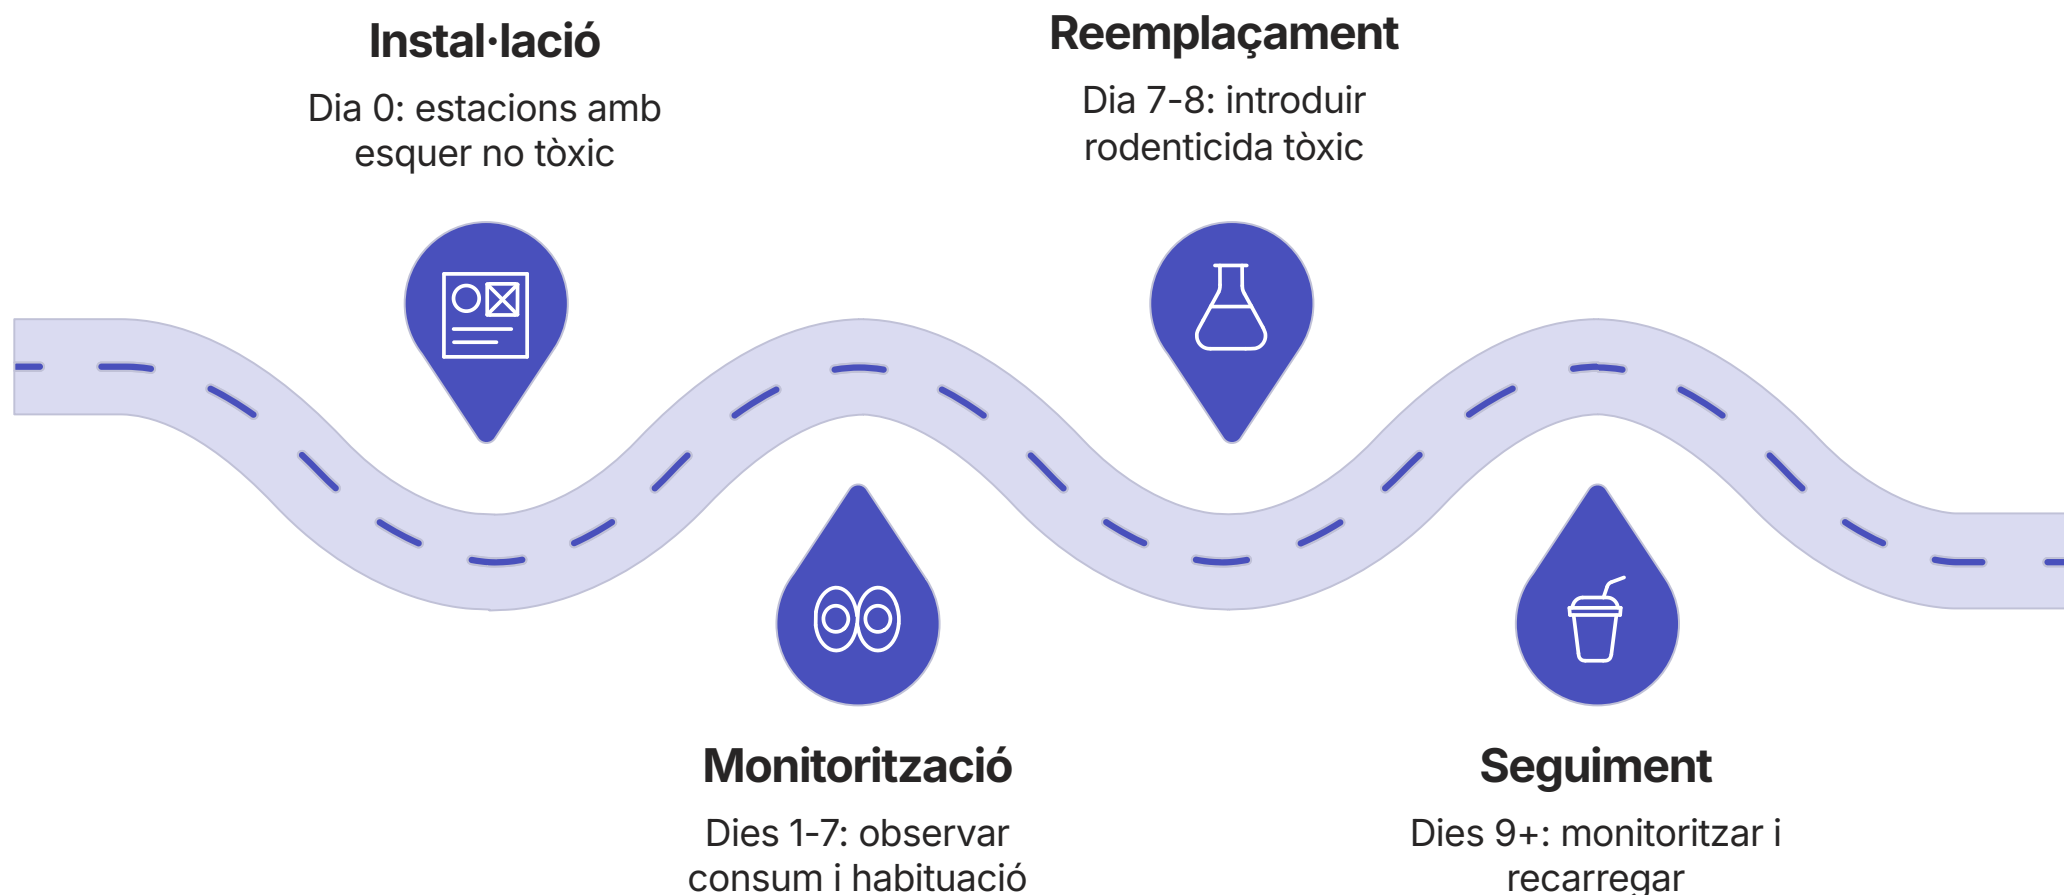 Instal·lació
Dia 0: estacions amb
esquer no tòxic
Monitorització
Dies 1-7: observar
consum i habituació
Reemplaçament
Dia 7-8: introduir
rodenticida tòxic
Seguiment
Dies 9+: monitoritzar i
recarregar